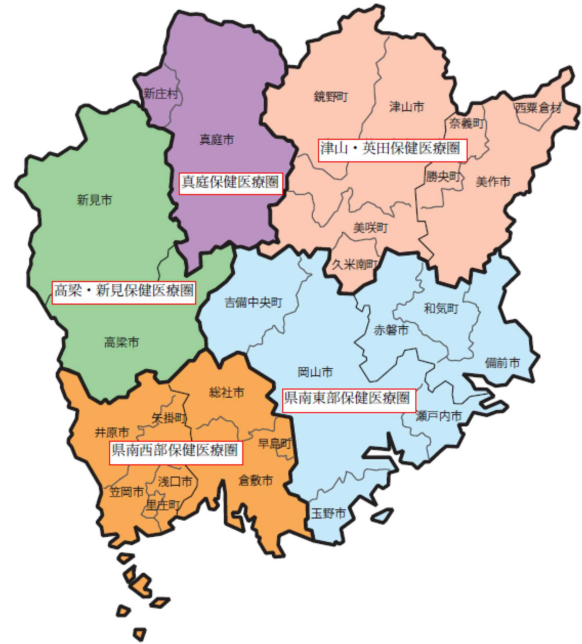 新庄村
真庭市
真庭保健医療圏
鏡野町
津山市
奈義町
西粟倉村
津山・英田保健医療圏
勝央町
美作市
美咲町
久米南町
新見市
高梁・新見保健医療圏
高梁市
吉備中央町
和気町
赤磐市
備前市
岡山市
県南東部保健医療圏
瀬戸内市
玉野市
総社市
矢掛町
井原市
早島町
県南西部保健医療圏
浅口市
倉敷市
笠岡市
里庄町